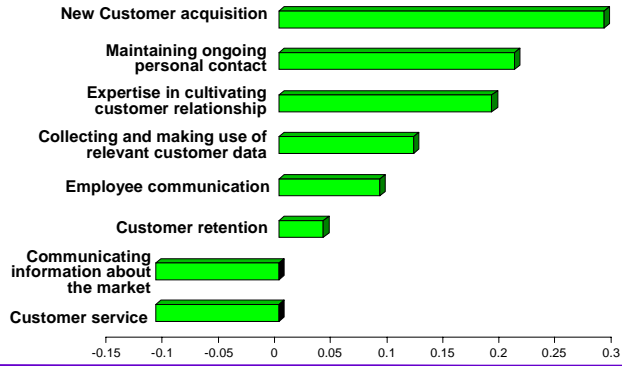 New Customer acquisition
Maintaining ongoing
personal contact
Expertise in cultivating
customer relationship
Collecting and making use of
relevant customer data
Employee communication
Customer retention
Communicating
information about
the market
Customer service
-0.15 -0.1 -0.05 0 0.05 0.1 0.15 0.2 0.25 0.3